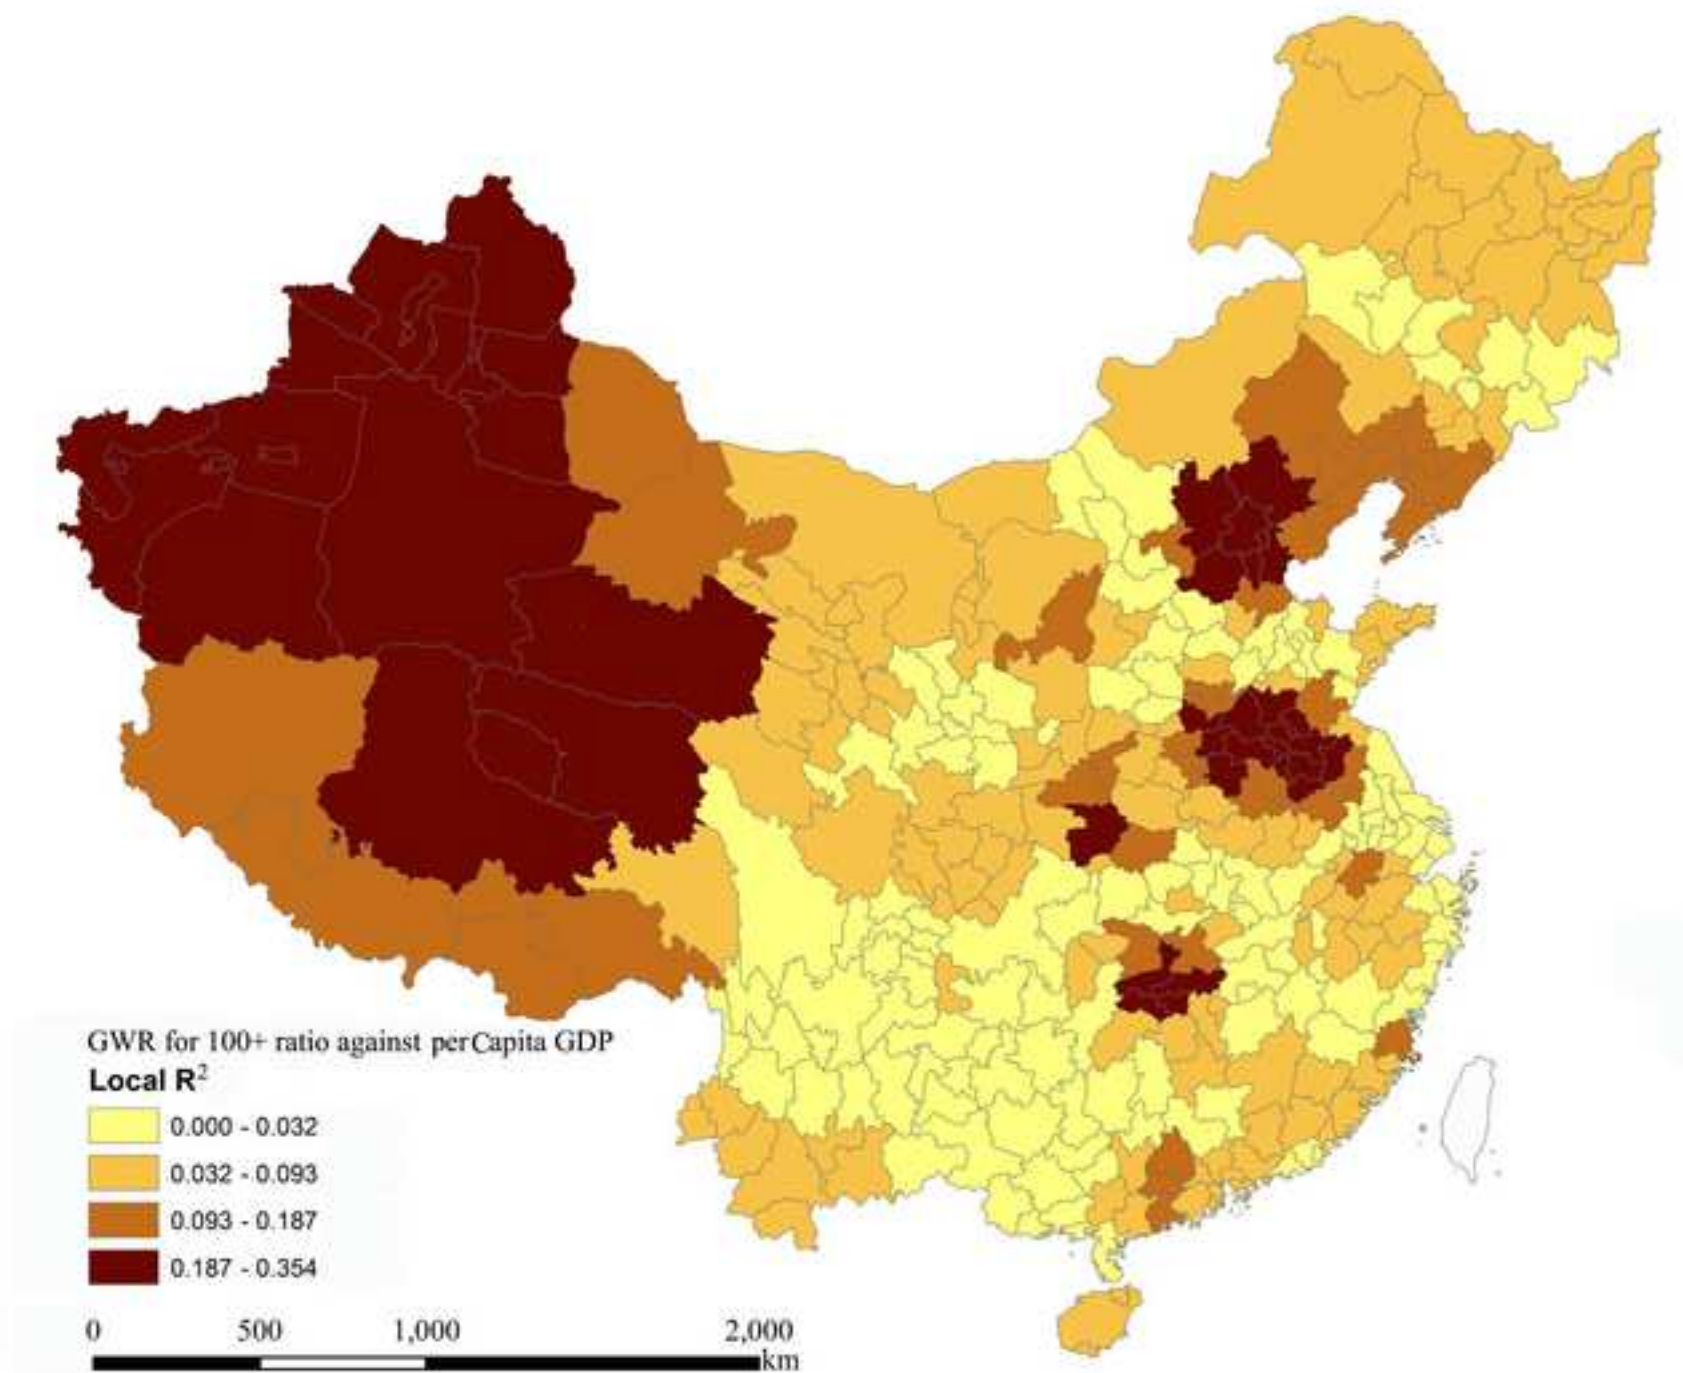 GWR for 100+ ratio against perCapita GDP
Local R²
0.000 - 0.032
0.032 - 0.093
0.093 - 0.187
0.187 - 0.354
0 500 1,000 2,000
km